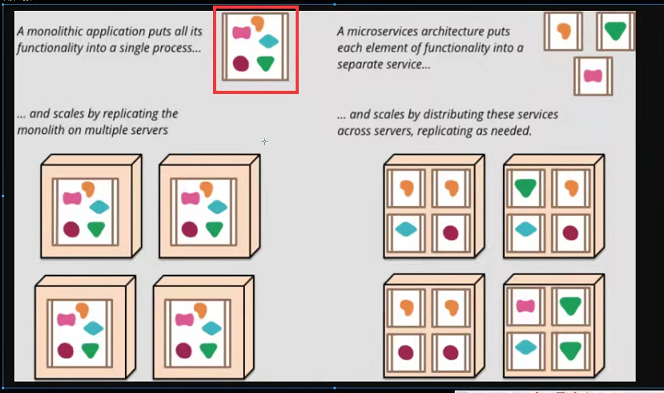 A monolithic application puts all its
functionality into a single process...
A microservices architecture puts
each element of functionality into a
separate service...
... and scales by replicating the
monolith on multiple servers
... and scales by distributing these services
across servers, replicating as needed.